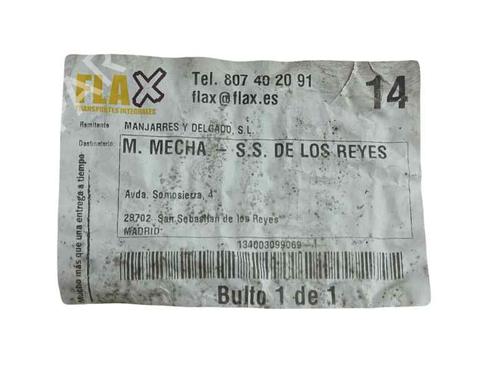 FLAX
TRANSPORTES INTEGRALES
Tel. 807 40 20 91
flax@flax.es
14
Remitente MANJARRES Y DELGADO, S.L.
Destinatario: M. MECHA - S.S. DE LOS REYES
Avda. Somosierra, 4
28702 San Sebastian de los Reyes
MADRID
134003099069
Bulto 1 de 1
Mucho más que una entrega a tiempo